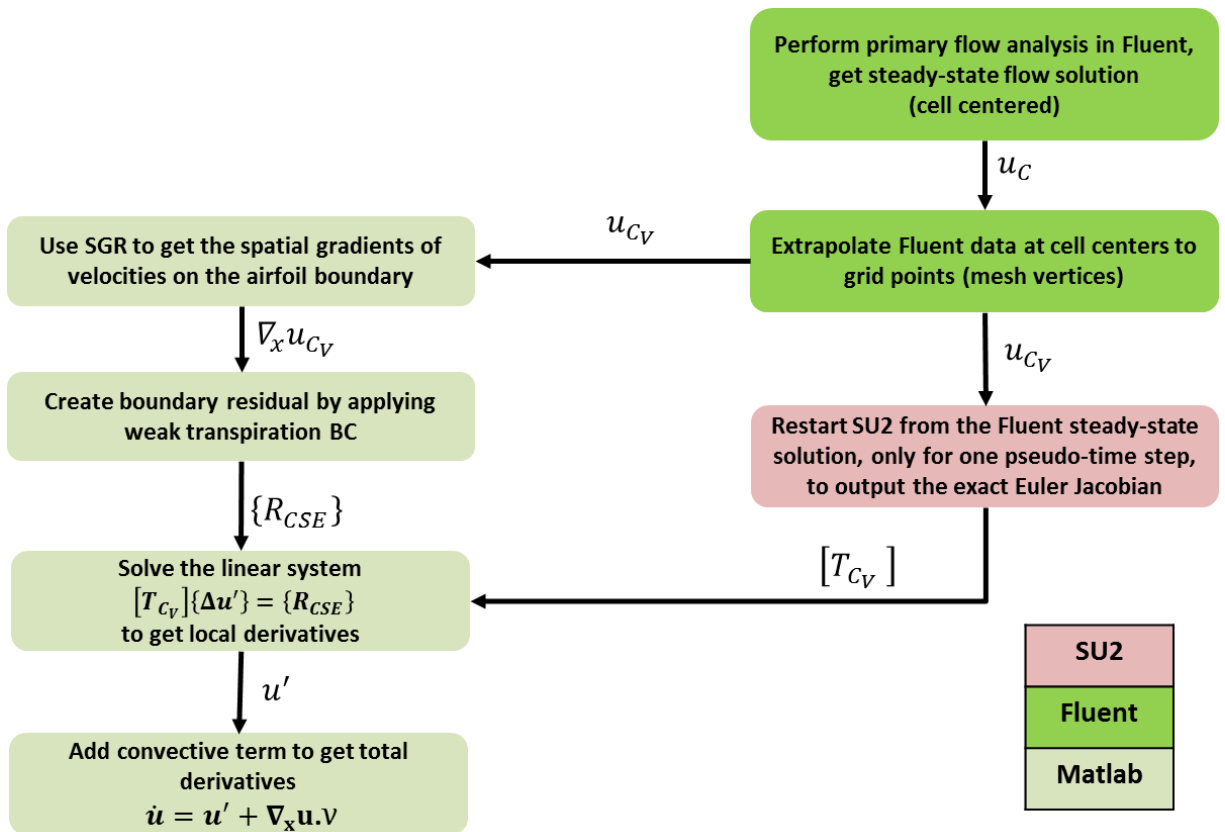 Perform primary flow analysis in Fluent,
get steady-state flow solution
(cell centered)
u_C
Extrapolate Fluent data at cell centers to
grid points (mesh vertices)
u_{C_V}
Use SGR to get the spatial gradients of
velocities on the airfoil boundary
∇_x u_{C_V}
Create boundary residual by applying
weak transpiration BC
{R_{CSE}}
u_{C_V}
Restart SU2 from the Fluent steady-state
solution, only for one pseudo-time step,
to output the exact Euler Jacobian
[T_{C_V}]
Solve the linear system
[T_{C_V}]{Δu′} = {R_{CSE}}
to get local derivatives
u′
Add convective term to get total
derivatives
u̇ = u′ + ∇_x u.ν
SU2
Fluent
Matlab